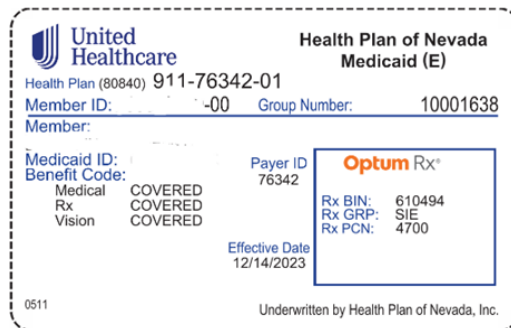 United
Healthcare
Health Plan of Nevada
Medicaid (E)
Health Plan (80840) 911-76342-01
Member ID: -00 Group Number: 10001638
Member:
Medicaid ID:
Benefit Code:
Medical COVERED
Rx COVERED
Vision COVERED
Payer ID
76342
Effective Date
12/14/2023
Optum Rx®
Rx BIN: 610494
Rx GRP: SIE
Rx PCN: 4700
0511
Underwritten by Health Plan of Nevada, Inc.